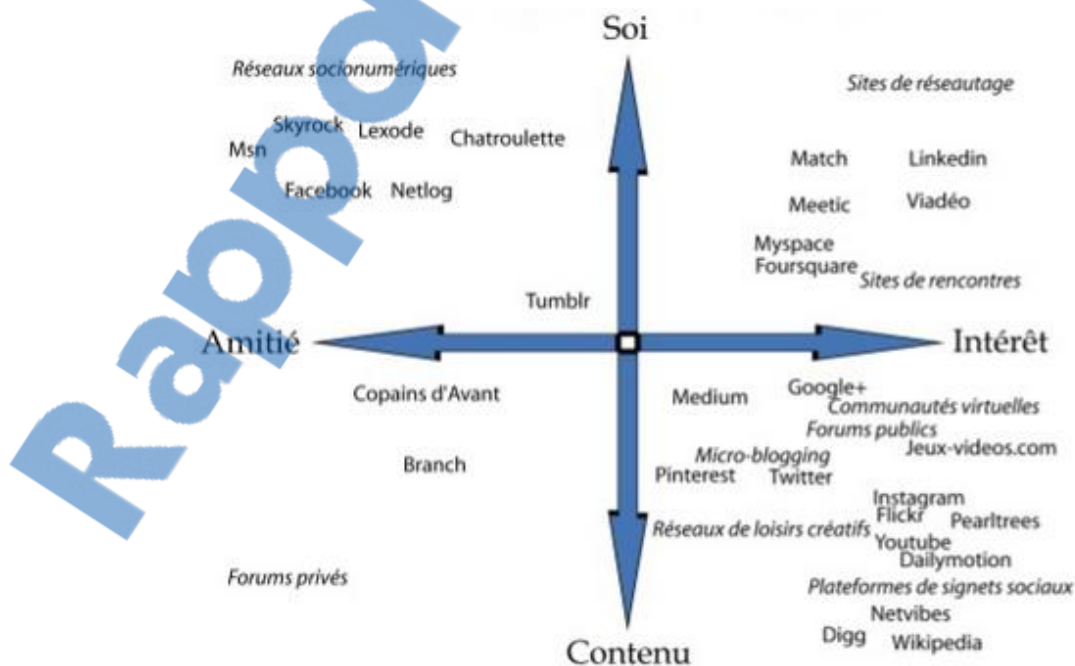 Soi
Réseaux socionumériques
Sites de réseautage
Skyrock Lexode
Chatroulette
Msn
Match Linkedin
Facebook Netlog
Meetic Viadéo
Myspace
Foursquare
Sites de rencontres
Tumblr
Amitié
Intérêt
Copains d'Avant
Medium
Google+
Communautés virtuelles
Forums publics
Jeux-videos.com
Branch
Micro-blogging
Pinterest Twitter
Instagram
Flickr Pearltrees
Réseaux de loisirs créatifs
Youtube
Dailymotion
Forums privés
Plateformes de signets sociaux
Netvibes
Digg Wikipedia
Contenu
Rappo